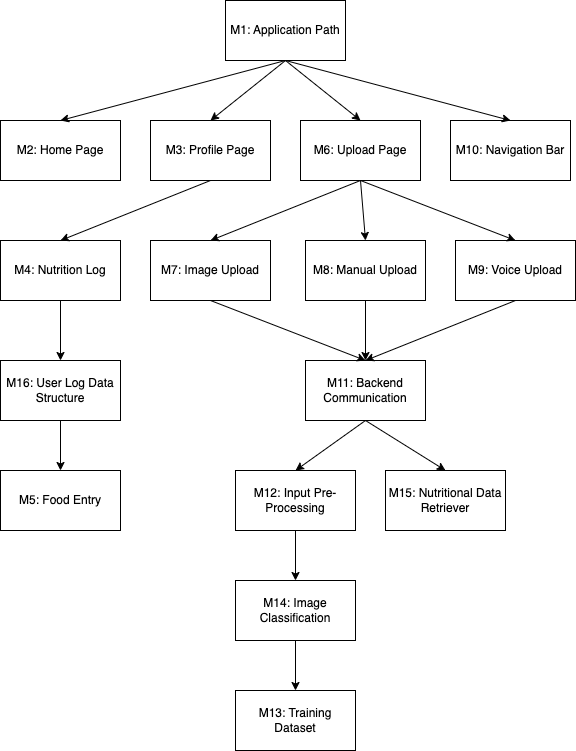 M1: Application Path
M2: Home Page
M3: Profile Page
M6: Upload Page
M10: Navigation Bar
M4: Nutrition Log
M7: Image Upload
M8: Manual Upload
M9: Voice Upload
M16: User Log Data
Structure
M11: Backend
Communication
M5: Food Entry
M12: Input Pre-
Processing
M15: Nutritional Data
Retriever
M14: Image
Classification
M13: Training
Dataset